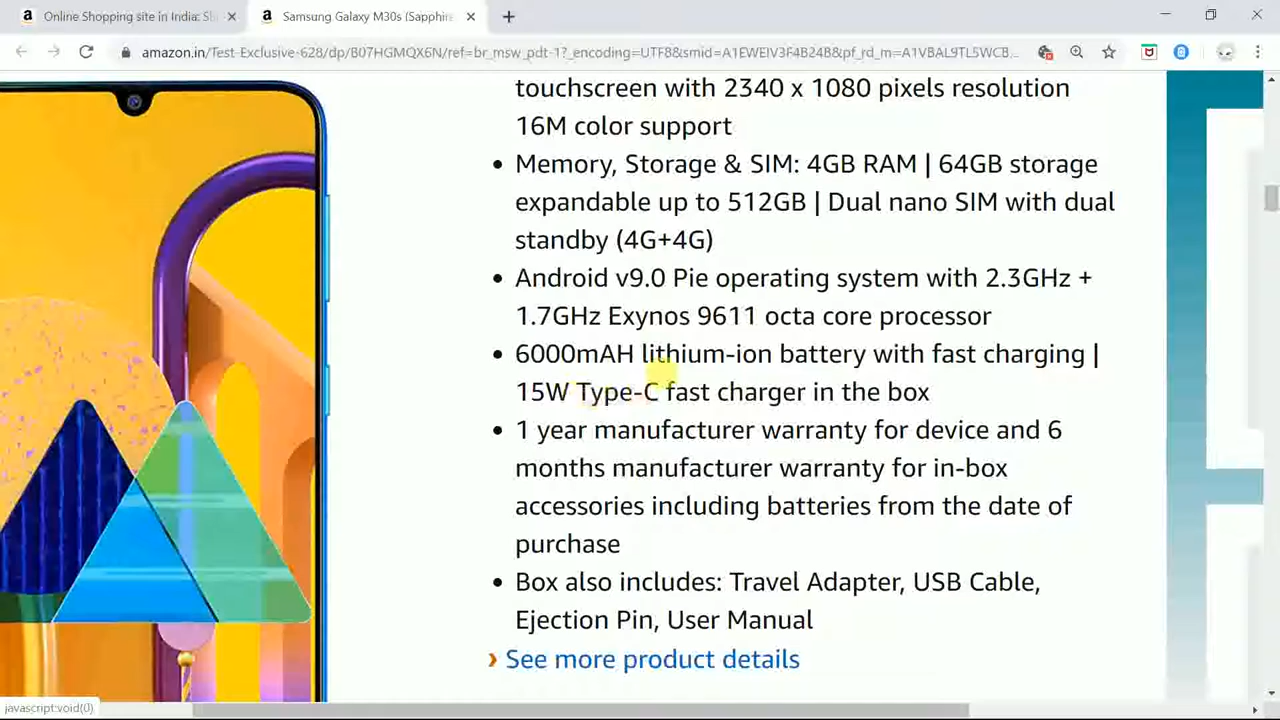 Online Shopping site in India: Sh
Samsung Galaxy M30s (Sapphire
amazon.in/Test-Exclusive-628/dp/B07HGMQX6N/ref=br_msw_pdt-1?_encoding=UTF8&smid=A1EWEIV3F4B24B&pf_rd_m=A1VBAL9TL5WCB...
touchscreen with 2340 x 1080 pixels resolution
16M color support
• Memory, Storage & SIM: 4GB RAM | 64GB storage
expandable up to 512GB | Dual nano SIM with dual
standby (4G+4G)
• Android v9.0 Pie operating system with 2.3GHz +
1.7GHz Exynos 9611 octa core processor
• 6000mAH lithium-ion battery with fast charging |
15W Type-C fast charger in the box
• 1 year manufacturer warranty for device and 6
months manufacturer warranty for in-box
accessories including batteries from the date of
purchase
• Box also includes: Travel Adapter, USB Cable,
Ejection Pin, User Manual
› See more product details
javascript:void(0)